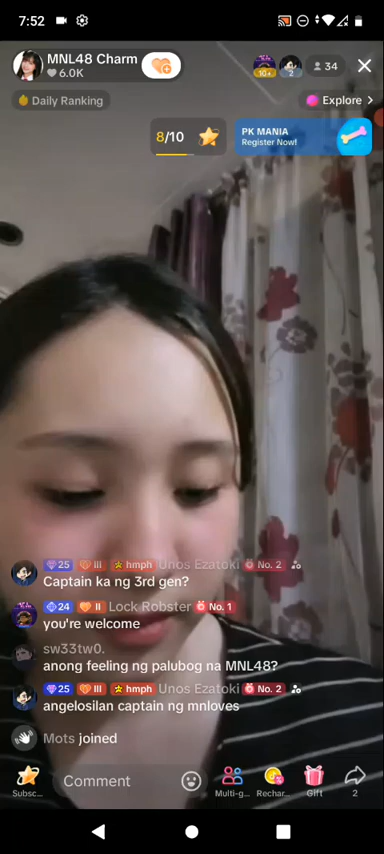 7:52
MNL48 Charm
6.0K
10+
2
34
Daily Ranking
Explore
8/10
PK MANIA
Register Now!
25 III hmph Unos Ezatoki No. 2
Captain ka ng 3rd gen?
24 II Lock Robster No. 1
you're welcome
sw33tw0.
anong feeling ng palubog na MNL48?
25 III hmph Unos Ezatoki No. 2
angelosilan captain ng mnloves
Mots joined
Comment
Subsc...
Multi-g...
Rechar...
Gift
2